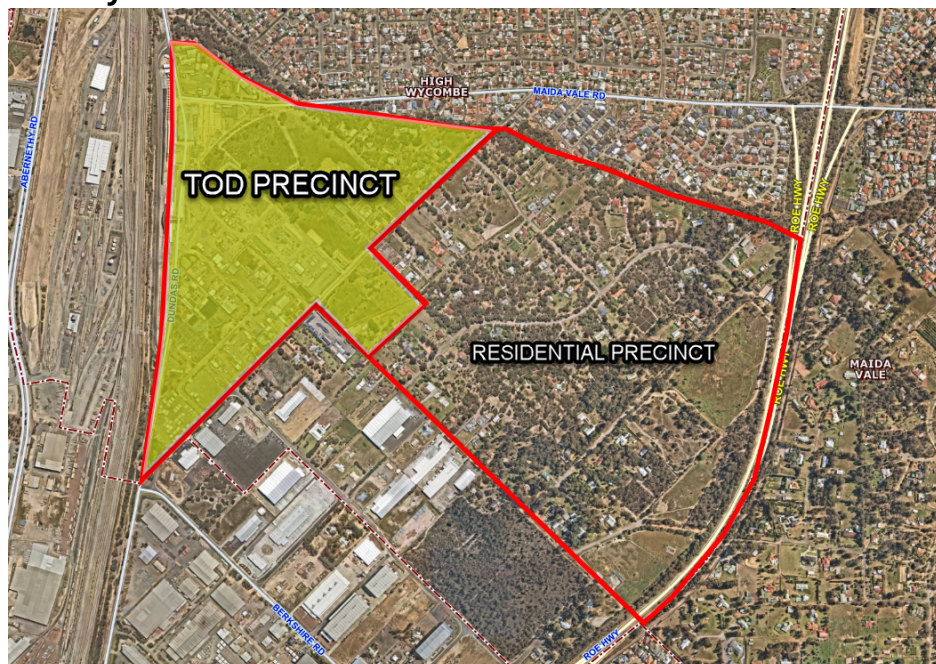 HIGH
WYCOMBE
MAIDA VALE RD
ABERNETHY RD
TOD PRECINCT
ROE HWY
ROE HWY
DUNDAS RD
RESIDENTIAL PRECINCT
ROE HWY
MAIDA
VALE
BERKSHIRE RD
ROE HWY